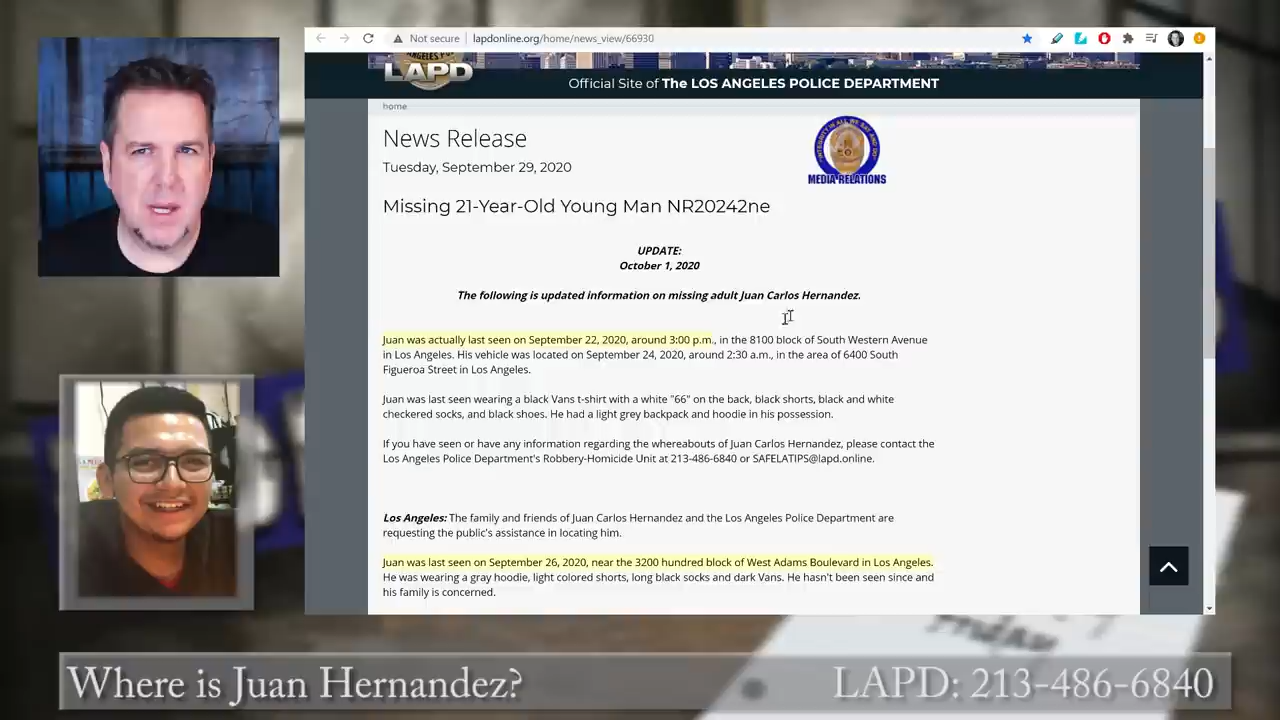 Not secure
lapdonline.org/home/news_view/66930
LAPD
Official Site of The LOS ANGELES POLICE DEPARTMENT
home
News Release
Tuesday, September 29, 2020
MEDIA RELATIONS
Missing 21-Year-Old Young Man NR20242ne
UPDATE:
October 1, 2020
The following is updated information on missing adult Juan Carlos Hernandez.
Juan was actually last seen on September 22, 2020, around 3:00 p.m., in the 8100 block of South Western Avenue
in Los Angeles. His vehicle was located on September 24, 2020, around 2:30 a.m., in the area of 6400 South
Figueroa Street in Los Angeles.
Juan was last seen wearing a black Vans t-shirt with a white "66" on the back, black shorts, black and white
checkered socks, and black shoes. He had a light grey backpack and hoodie in his possession.
If you have seen or have any information regarding the whereabouts of Juan Carlos Hernandez, please contact the
Los Angeles Police Department's Robbery-Homicide Unit at 213-486-6840 or SAFELATIPS@lapd.online.
Los Angeles: The family and friends of Juan Carlos Hernandez and the Los Angeles Police Department are
requesting the public's assistance in locating him.
Juan was last seen on September 26, 2020, near the 3200 hundred block of West Adams Boulevard in Los Angeles.
He was wearing a gray hoodie, light colored shorts, long black socks and dark Vans. He hasn't been seen since and
his family is concerned.
Where is Juan Hernandez?
LAPD: 213-486-6840